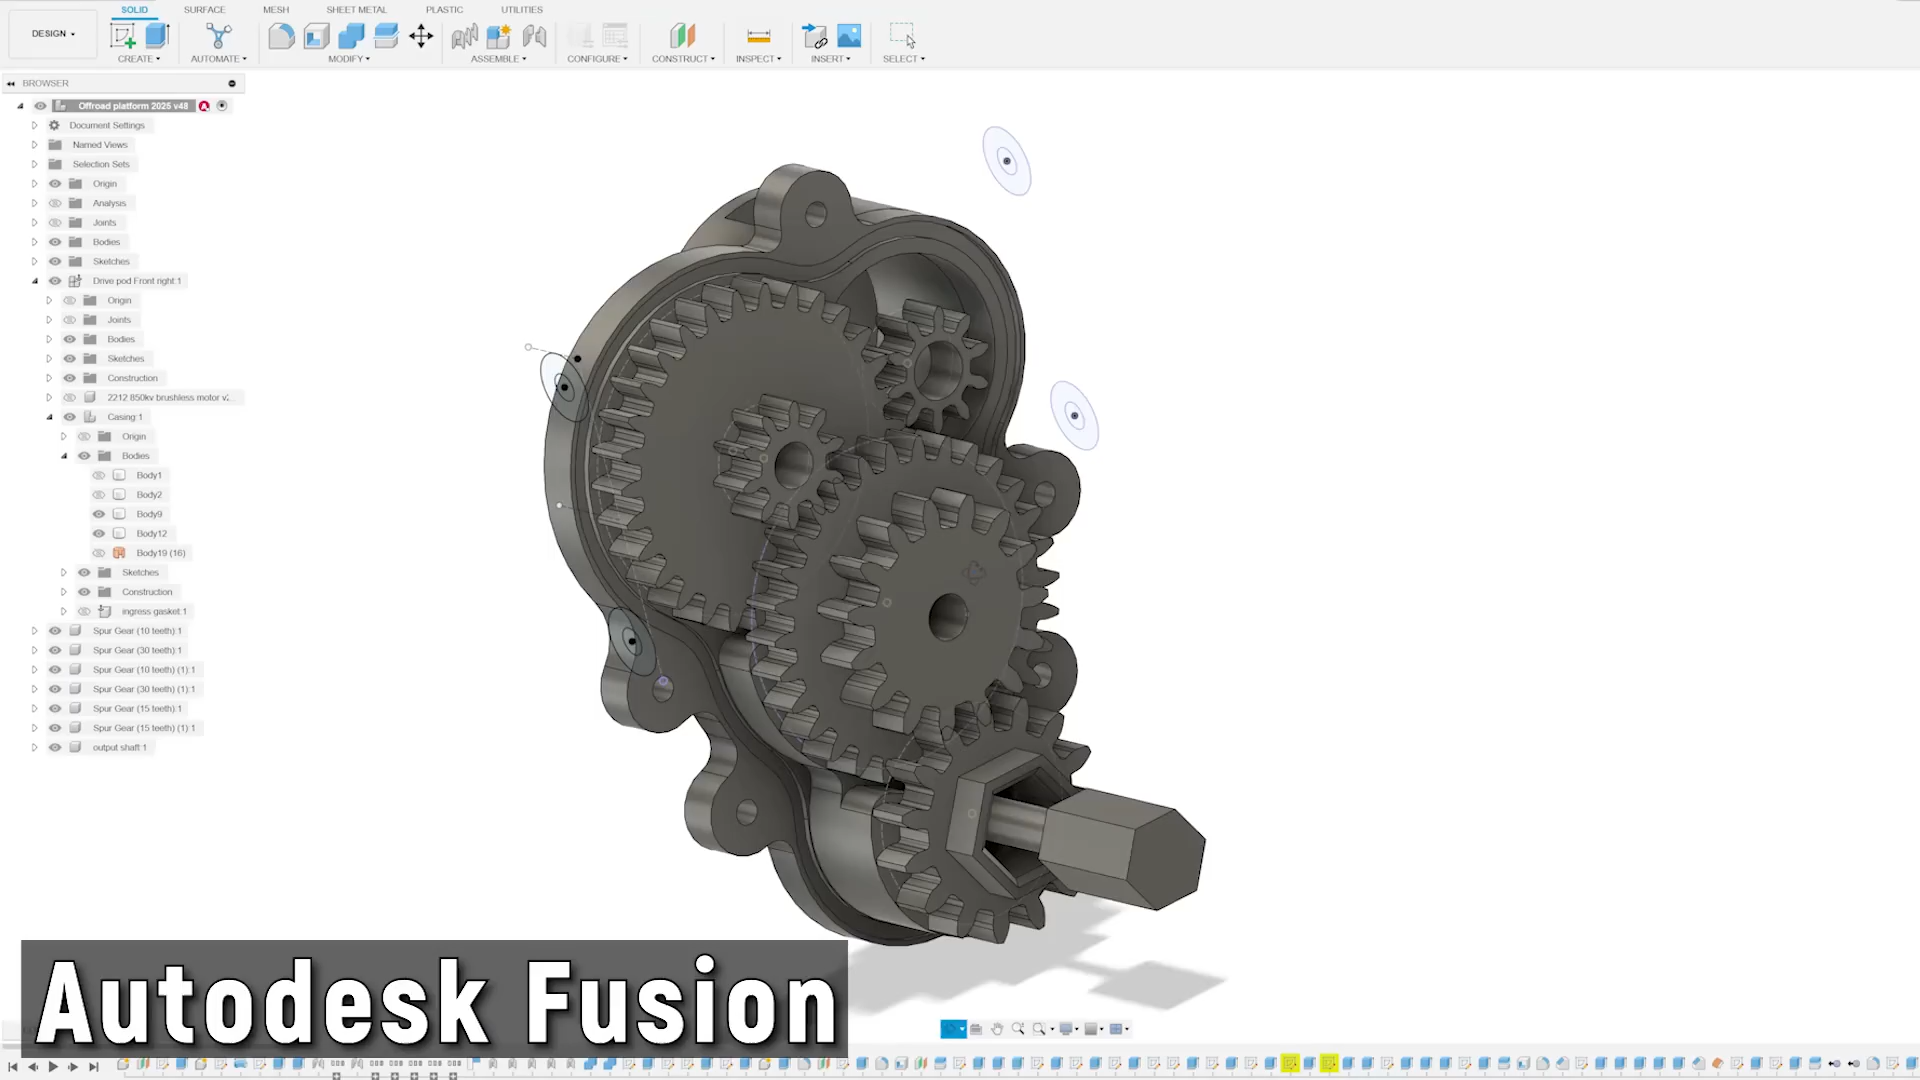 SOLID SURFACE MESH SHEET METAL PLASTIC UTILITIES
DESIGN
CREATE AUTOMATE MODIFY ASSEMBLE CONFIGURE CONSTRUCT INSPECT INSERT SELECT
BROWSER
Offroad platform 2025 v48
Document Settings
Named Views
Selection Sets
Origin
Analysis
Joints
Bodies
Sketches
Drive pod Front right:1
Origin
Joints
Bodies
Sketches
Construction
2212 850kv brushless motor v2...
Casing:1
Origin
Bodies
Body1
Body2
Body9
Body12
Body19 (16)
Sketches
Construction
ingress gasket:1
Spur Gear (10 teeth):1
Spur Gear (30 teeth):1
Spur Gear (10 teeth) (1):1
Spur Gear (30 teeth) (1):1
Spur Gear (15 teeth):1
Spur Gear (15 teeth) (1):1
output shaft:1
Autodesk Fusion